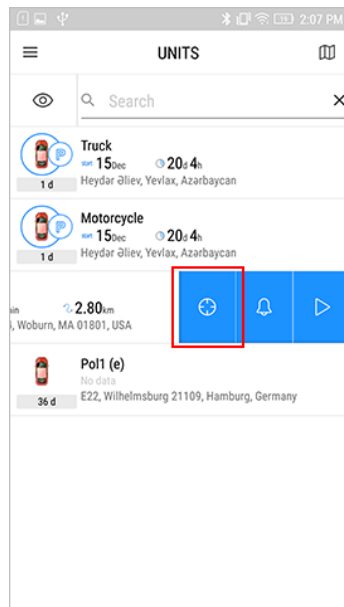 2:07 PM
UNITS
Search
Truck
start 15Dec 20d 4h
Heydər Əliev, Yevlax, Azərbaycan
1 d
Motorcycle
start 15Dec 20d 4h
Heydər Əliev, Yevlax, Azərbaycan
1 d
2.80km
Woburn, MA 01801, USA
Pol1 (e)
No data
E22, Wilhelmsburg 21109, Hamburg, Germany
36 d